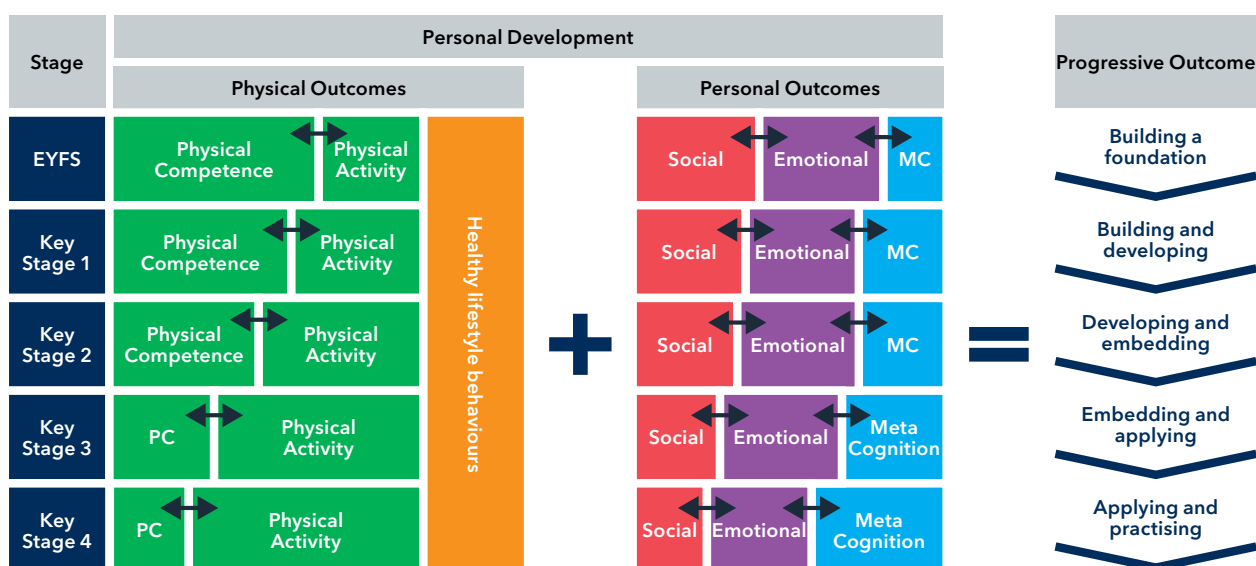 Stage
Personal Development
Physical Outcomes
Personal Outcomes
Progressive Outcome
EYFS
Physical
Competence
Physical
Activity
Healthy lifestyle behaviours
Social
Emotional
MC
Building a
foundation
Key
Stage 1
Physical
Competence
Physical
Activity
Social
Emotional
MC
Building and
developing
Key
Stage 2
Physical
Competence
Physical
Activity
+
Social
Emotional
MC
=
Developing and
embedding
Key
Stage 3
PC
Physical
Activity
Social
Emotional
Meta
Cognition
Embedding and
applying
Key
Stage 4
PC
Physical
Activity
Social
Emotional
Meta
Cognition
Applying and
practising